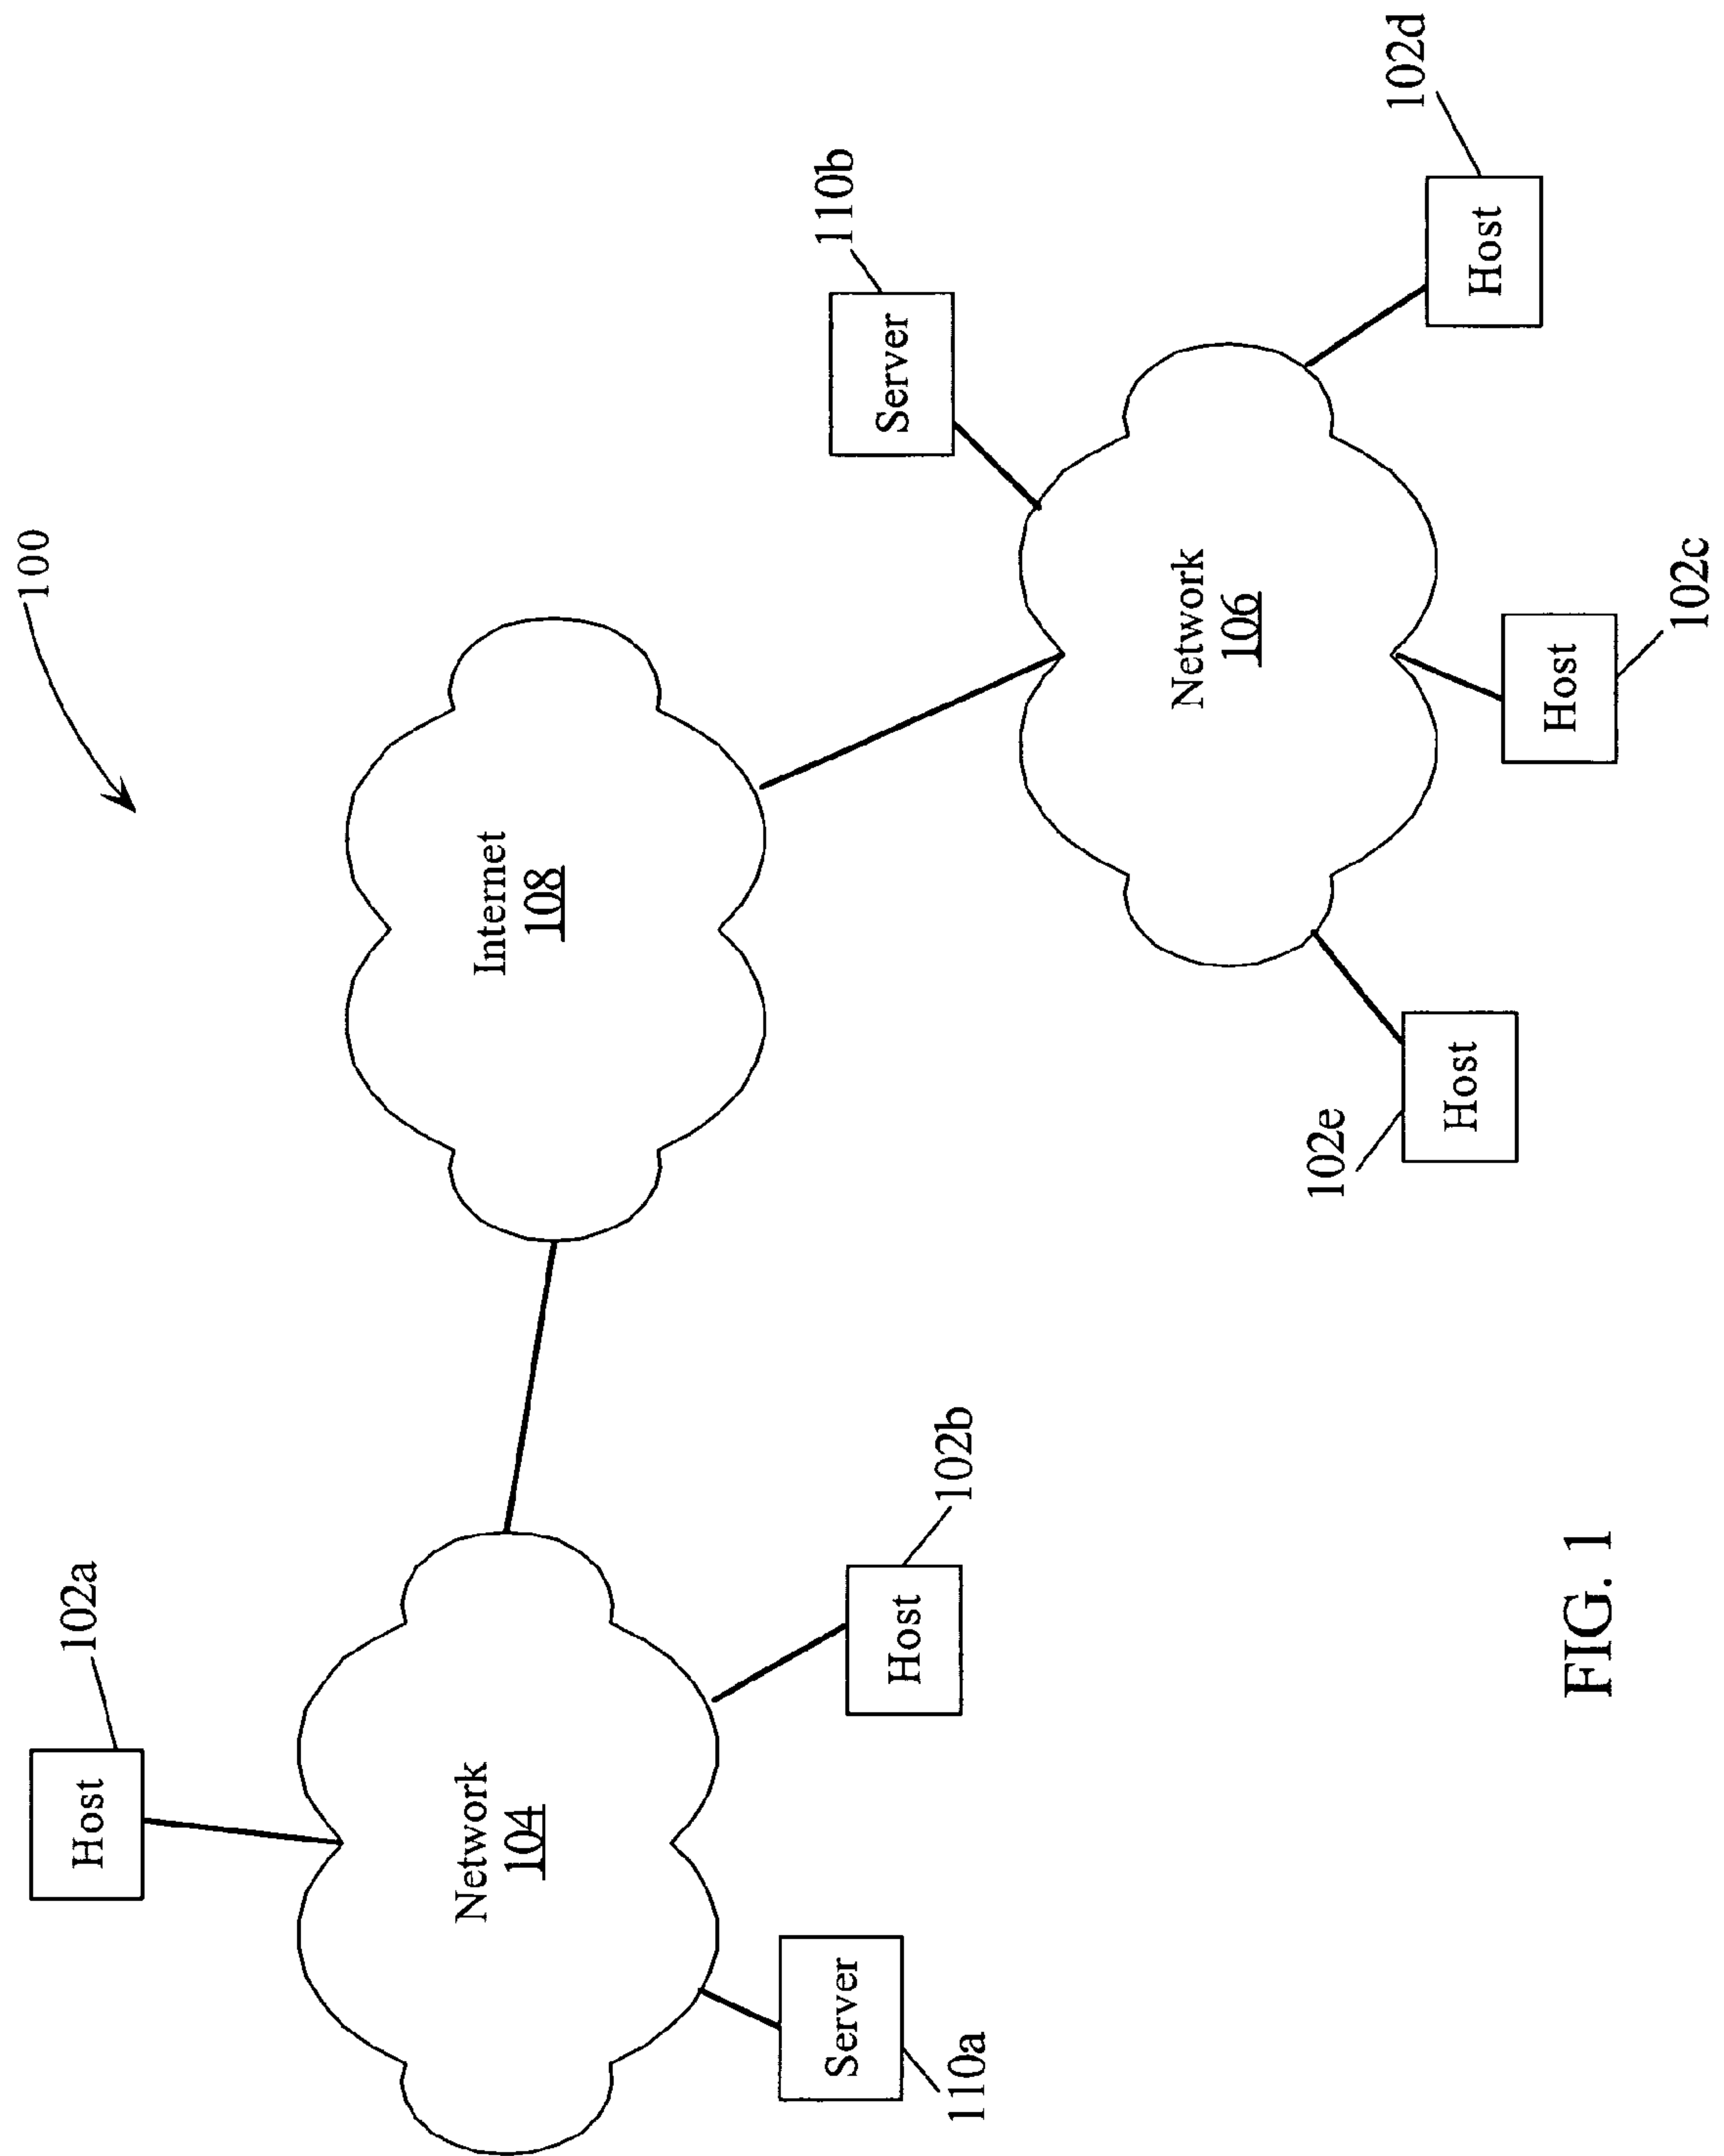 100
102a
Host
Internet
108
110b
Server
Network
104
Network
106
102d
Host
Server
110a
Host
102b
102e
Host
Host
102c
FIG. 1